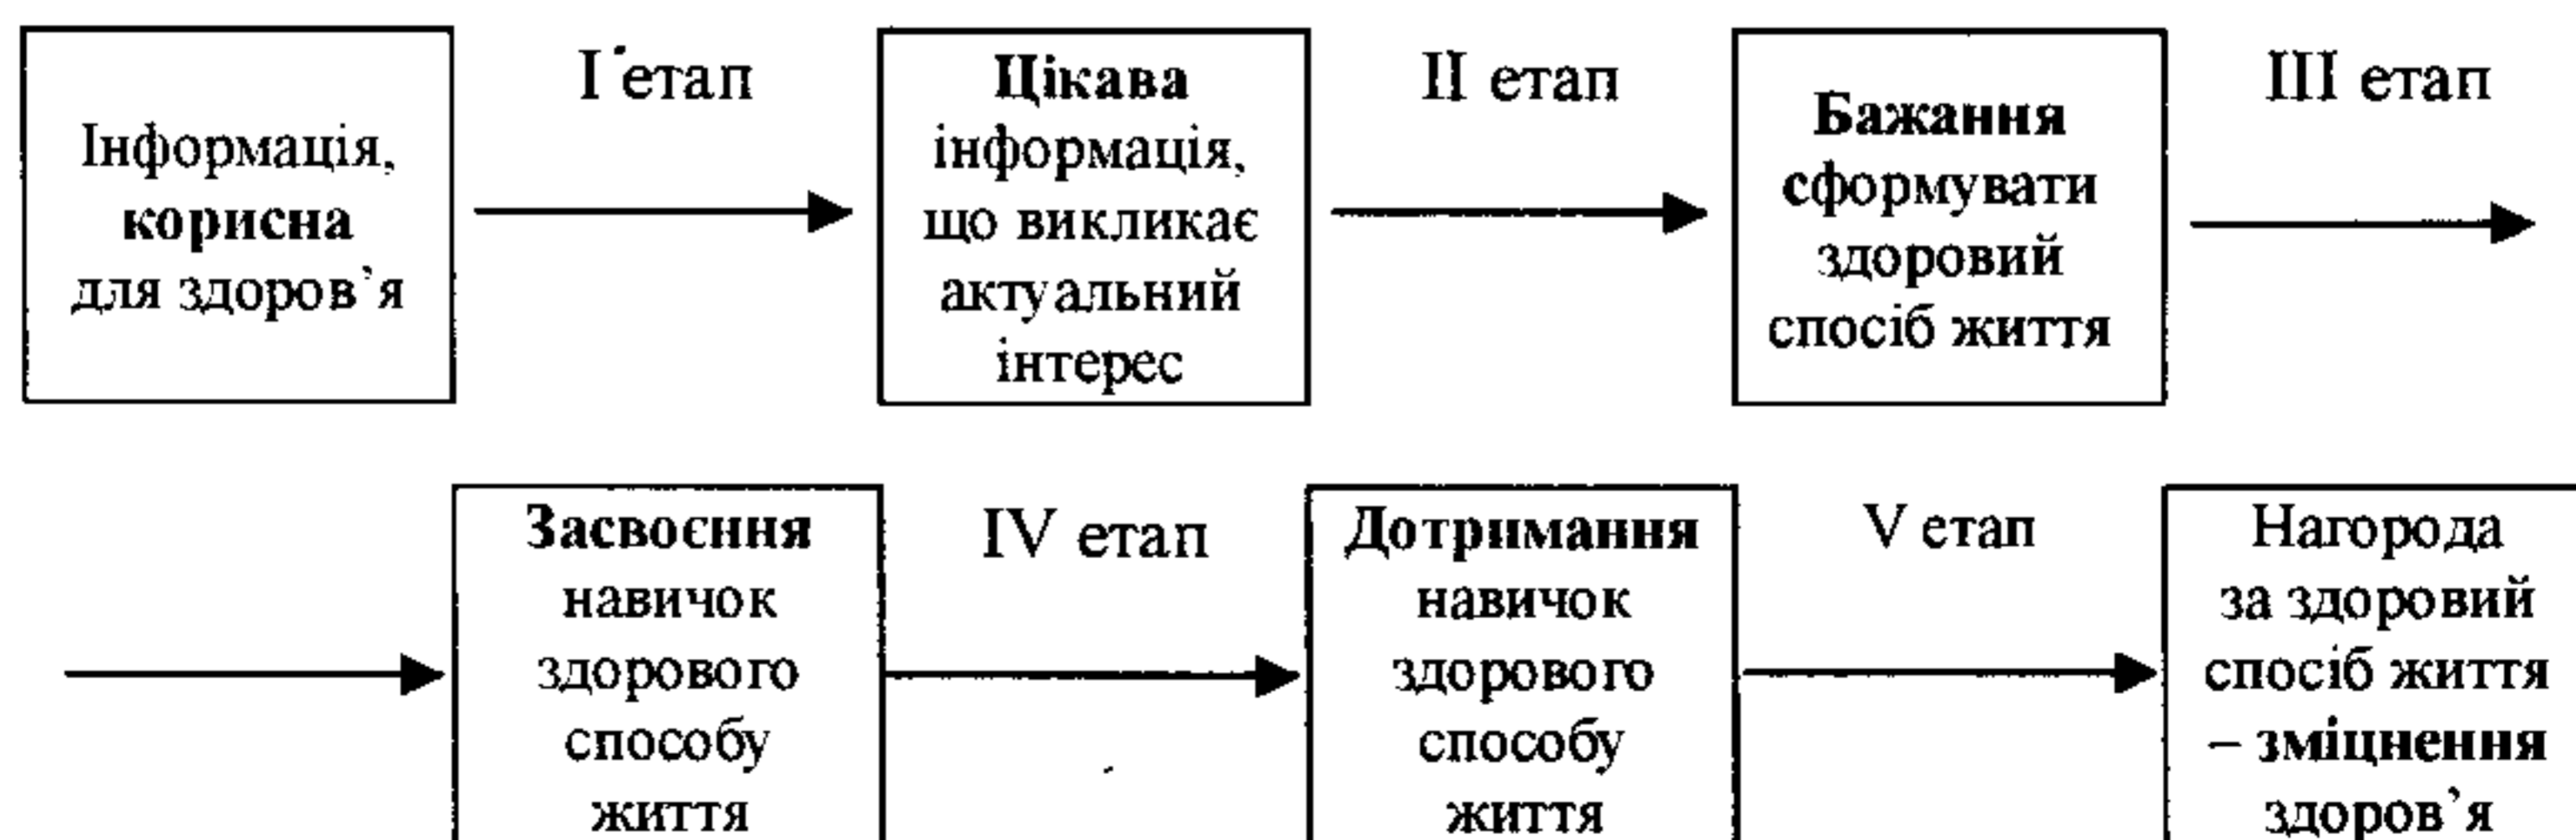 Інформація,
корисна
для здоров’я
I етап
Цікава
інформація,
що викликає
актуальний
інтерес
II етап
Бажання
сформувати
здоровий
спосіб життя
III етап
Засвоєння
навичок
здорового
способу
життя
IV етап
Дотримання
навичок
здорового
способу
життя
V етап
Нагорода
за здоровий
спосіб життя
– зміцнення
здоров’я